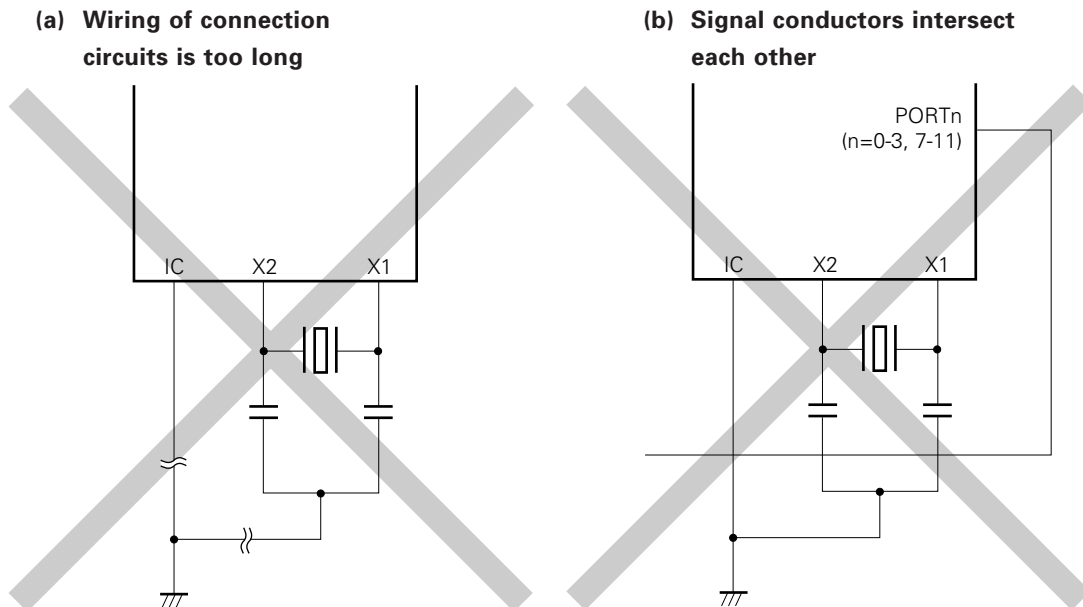 (a) Wiring of connection
circuits is too long
IC X2 X1
(b) Signal conductors intersect
each other
PORTn
(n=0-3, 7-11)
IC X2 X1